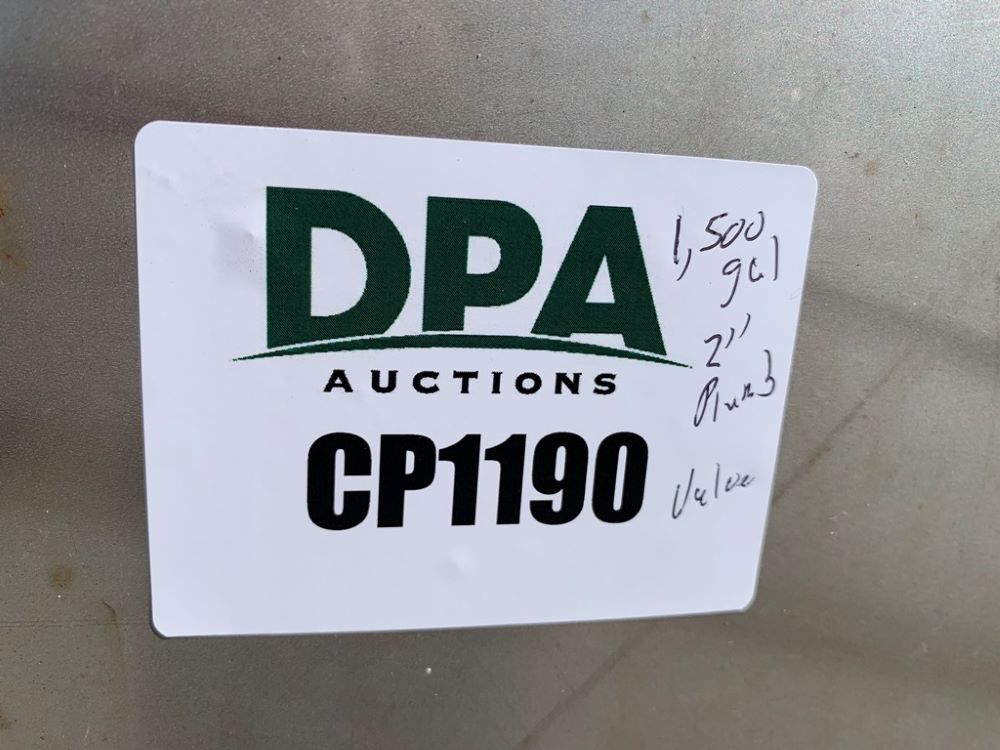 DPA
AUCTIONS
CP1190
1,500
gal
2"
Plumb
Valve